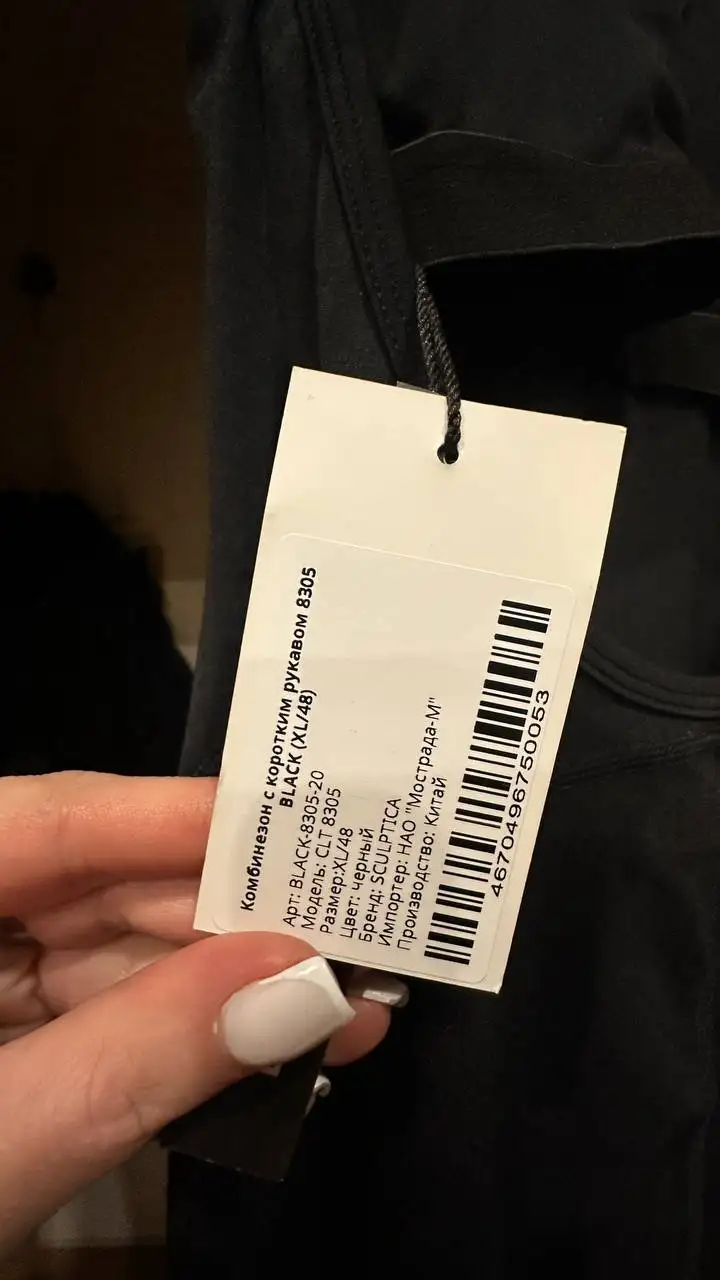 Комбинезон с коротким рукавом 8305
BLACK (XL/48)
Арт: BLACK-8305-20
Модель: CLT 8305
Размер:XL/48
Цвет: черный
Бренд: SCULPTICA
Импортер: НАО "Мострада-М"
Производство: Китай
4670496750053